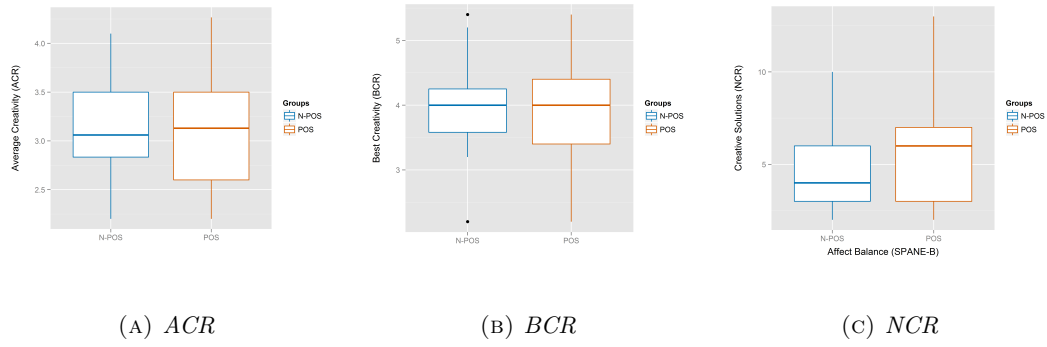 Average Creativity (ACR)
4.0
3.5
3.0
2.5
N-POS
POS
Groups
N-POS
POS
(A) ACR
Best Creativity (BCR)
5
4
3
N-POS
POS
Groups
N-POS
POS
(B) BCR
Creative Solutions (NCR)
10
5
N-POS
POS
Affect Balance (SPANE-B)
Groups
N-POS
POS
(C) NCR